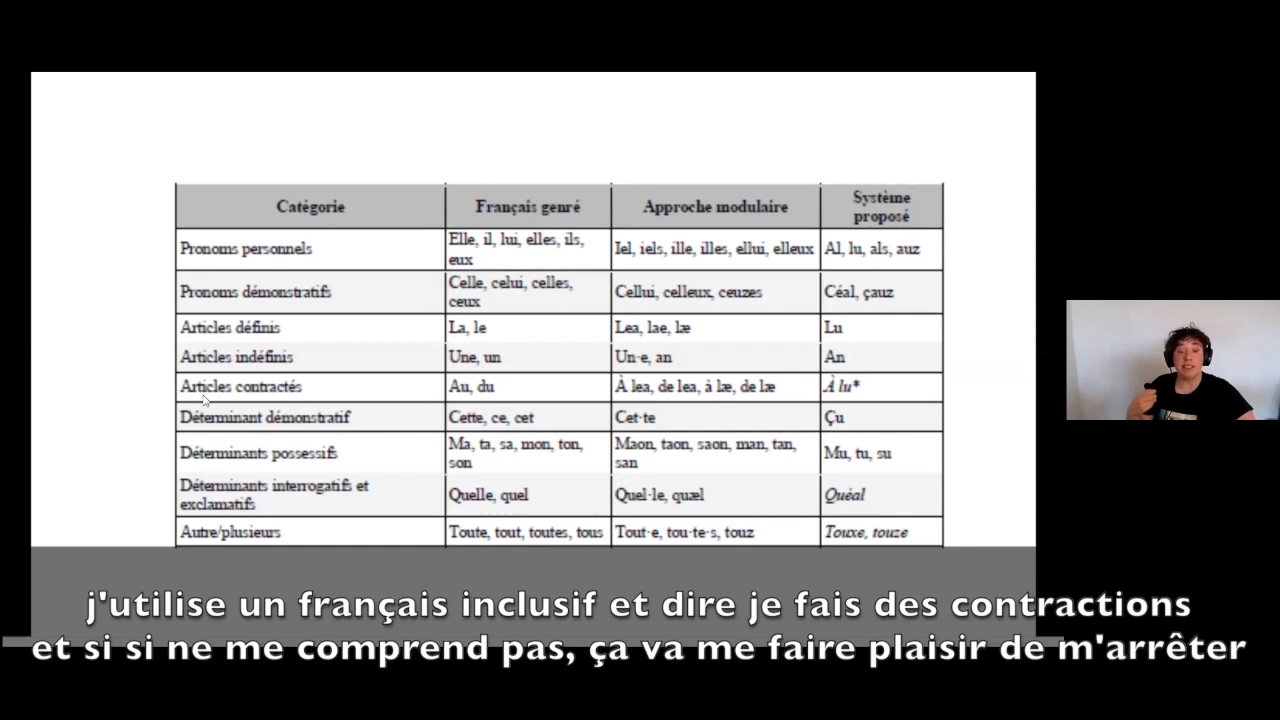 Catégorie Français genré Approche modulaire Système proposé
Pronoms personnels Elle, il, lui, elles, ils, eux Iel, iels, ille, illes, ellui, elleux Al, lu, als, auz
Pronoms démonstratifs Celle, celui, celles, ceux Cellui, celleux, ceuzes Céal, çauz
Articles définis La, le Lea, lae, læ Lu
Articles indéfinis Une, un Un·e, an An
Articles contractés Au, du À lea, de lea, à læ, de læ À lu*
Déterminant démonstratif Cette, ce, cet Cet·te Çu
Déterminants possessifs Ma, ta, sa, mon, ton, son Maon, taon, saon, man, tan, san Mu, tu, su
Déterminants interrogatifs et exclamatifs Quelle, quel Quel·le, quæl Quéal
Autre/plusieurs Toute, tout, toutes, tous Tout·e, tou·te·s, touz Touxe, touze
j'utilise un français inclusif et dire je fais des contractions
et si si ne me comprend pas, ça va me faire plaisir de m'arrêter